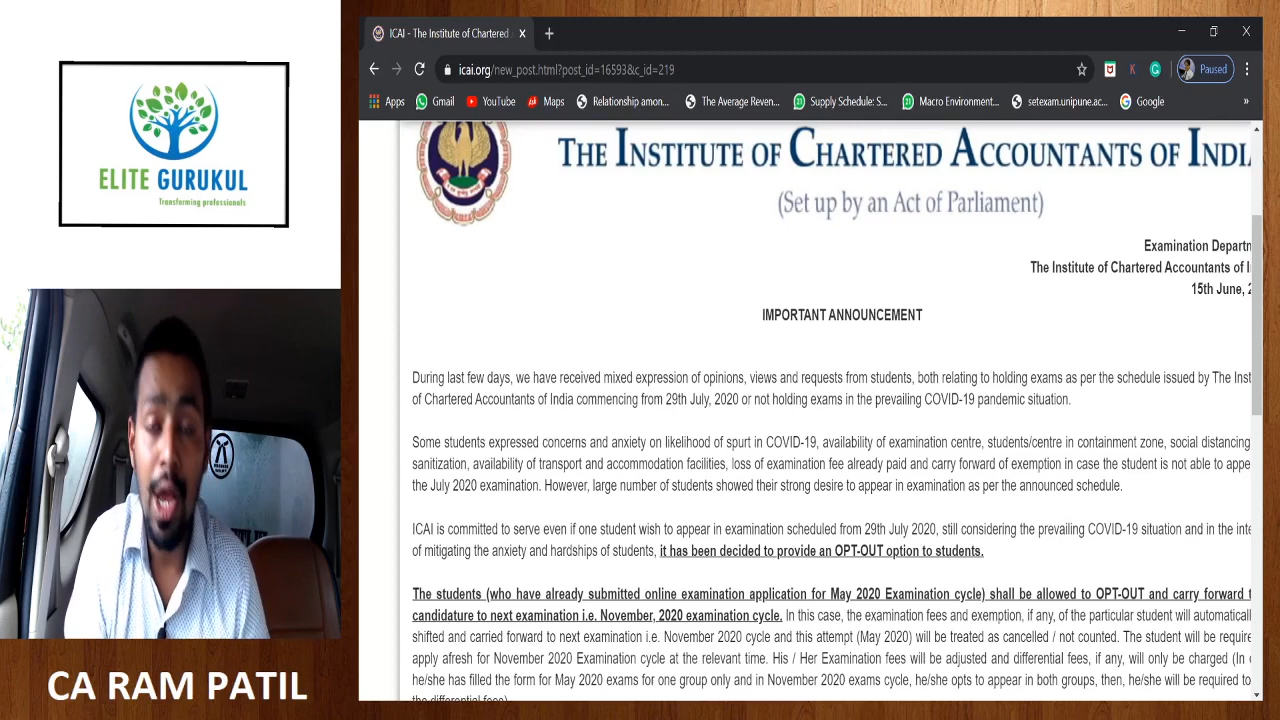 ELITE GURUKUL
Transforming professionals
CA RAM PATIL
ICAI - The Institute of Chartered
icai.org/new_post.html?post_id=16593&c_id=219
Paused
Apps Gmail YouTube Maps Relationship amon... The Average Reven... Supply Schedule: S... Macro Environment... setexam.unipune.ac... Google »
THE INSTITUTE OF CHARTERED ACCOUNTANTS OF INDIA
(Set up by an Act of Parliament)
Examination Departn
The Institute of Chartered Accountants of I
15th June, 2
IMPORTANT ANNOUNCEMENT
During last few days, we have received mixed expression of opinions, views and requests from students, both relating to holding exams as per the schedule issued by The Inst
of Chartered Accountants of India commencing from 29th July, 2020 or not holding exams in the prevailing COVID-19 pandemic situation.
Some students expressed concerns and anxiety on likelihood of spurt in COVID-19, availability of examination centre, students/centre in containment zone, social distancing
sanitization, availability of transport and accommodation facilities, loss of examination fee already paid and carry forward of exemption in case the student is not able to appe
the July 2020 examination. However, large number of students showed their strong desire to appear in examination as per the announced schedule.
ICAI is committed to serve even if one student wish to appear in examination scheduled from 29th July 2020, still considering the prevailing COVID-19 situation and in the inte
of mitigating the anxiety and hardships of students, it has been decided to provide an OPT-OUT option to students.
The students (who have already submitted online examination application for May 2020 Examination cycle) shall be allowed to OPT-OUT and carry forward t
candidature to next examination i.e. November, 2020 examination cycle. In this case, the examination fees and exemption, if any, of the particular student will automaticall
shifted and carried forward to next examination i.e. November 2020 cycle and this attempt (May 2020) will be treated as cancelled / not counted. The student will be require
apply afresh for November 2020 Examination cycle at the relevant time. His / Her Examination fees will be adjusted and differential fees, if any, will only be charged (In c
he/she has filled the form for May 2020 exams for one group only and in November 2020 exams cycle, he/she opts to appear in both groups, then, he/she will be required to
the differential fees)